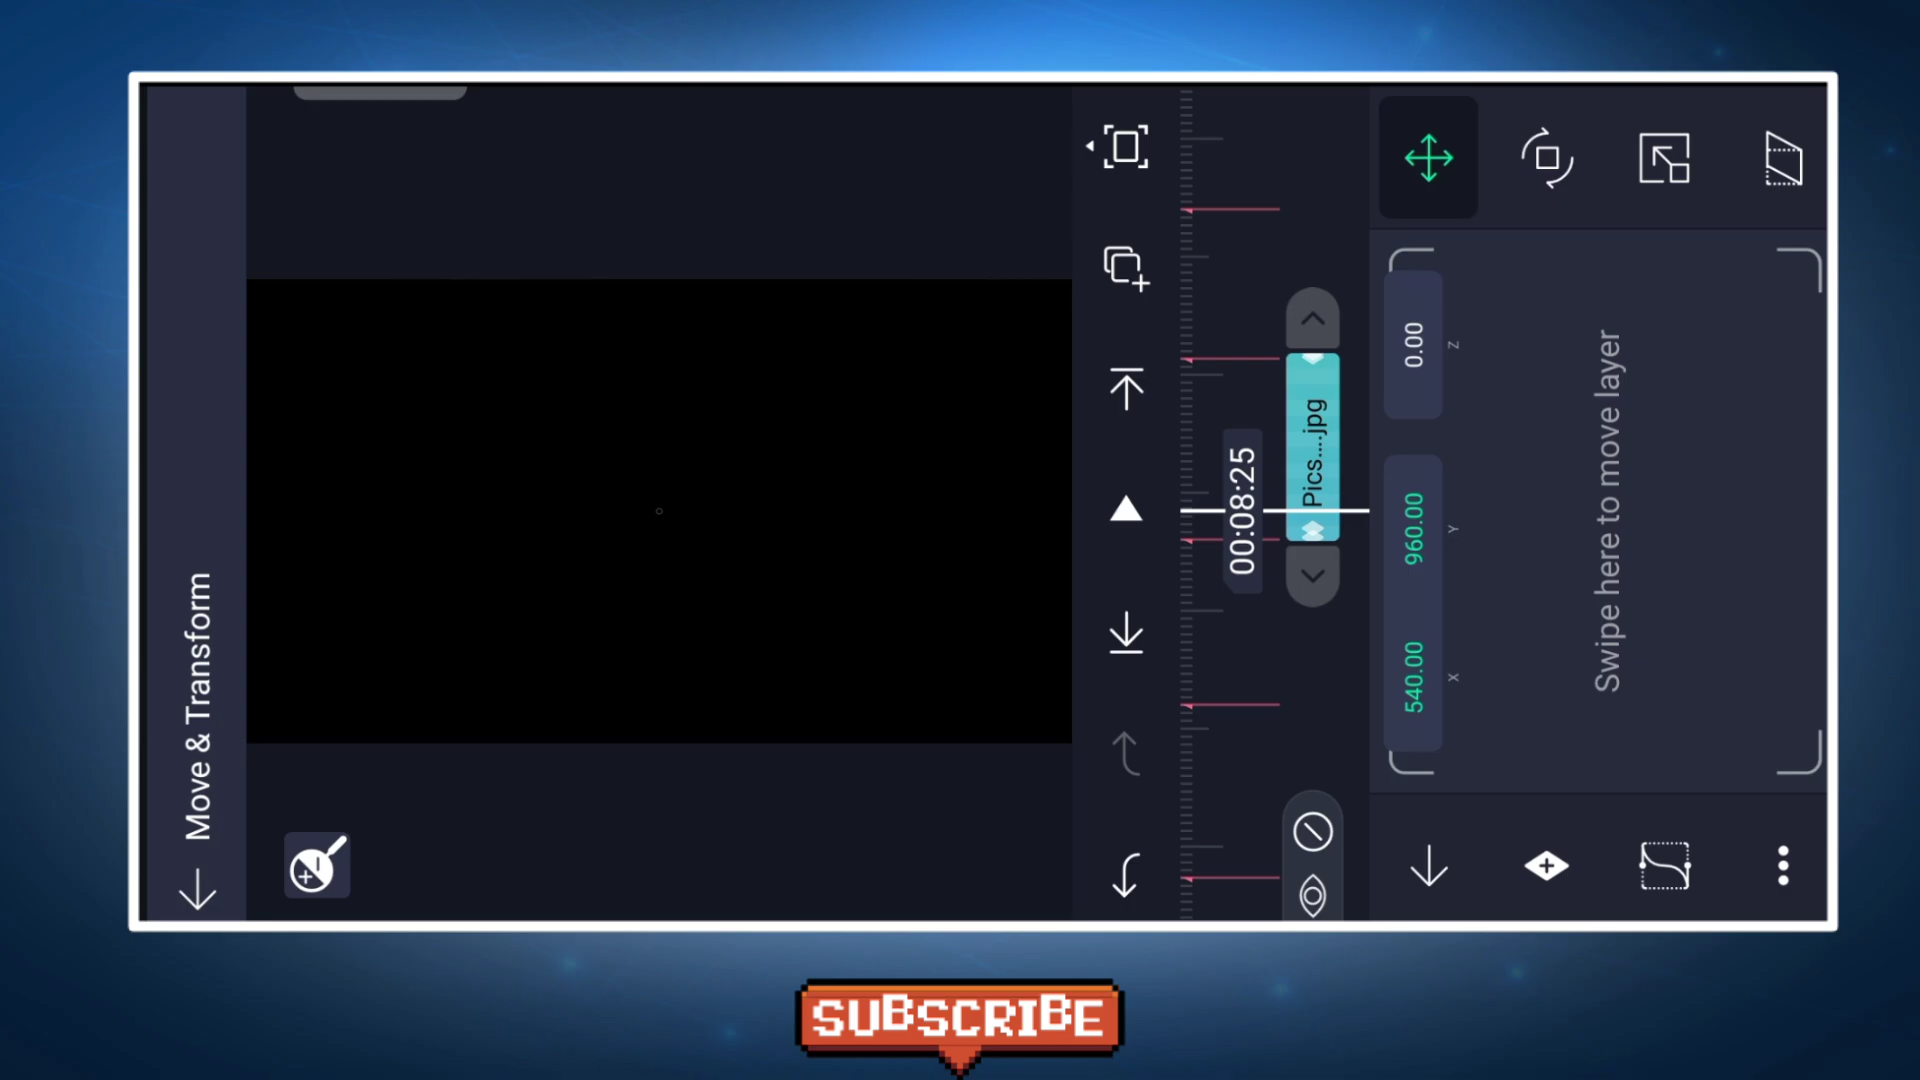 Move & Transform
00:08:25
Pics....jpg
540.00
X
960.00
Y
0.00
Z
Swipe here to move layer
SUBSCRIBE